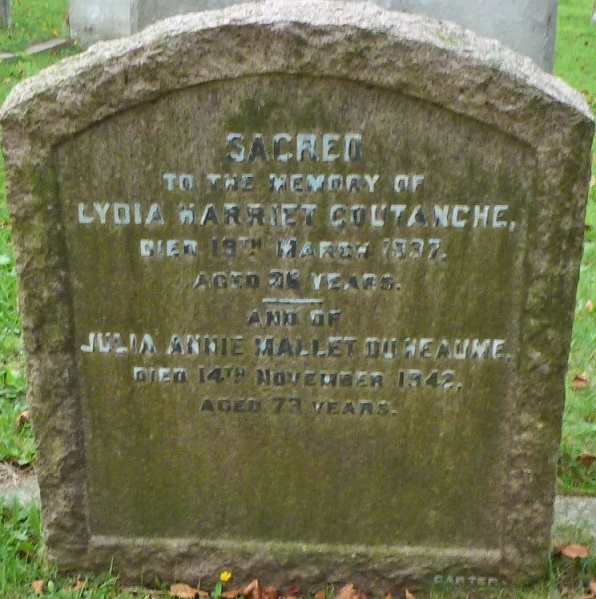 SACRED
TO THE MEMORY OF
LYDIA HARRIET COUTANCHE,
DIED 19TH MARCH 1937,
AGED 86 YEARS.
AND OF
JULIA ANNIE MALLET DU HEAUME,
DIED 14TH NOVEMBER 1942,
AGED 73 YEARS.
CARTER